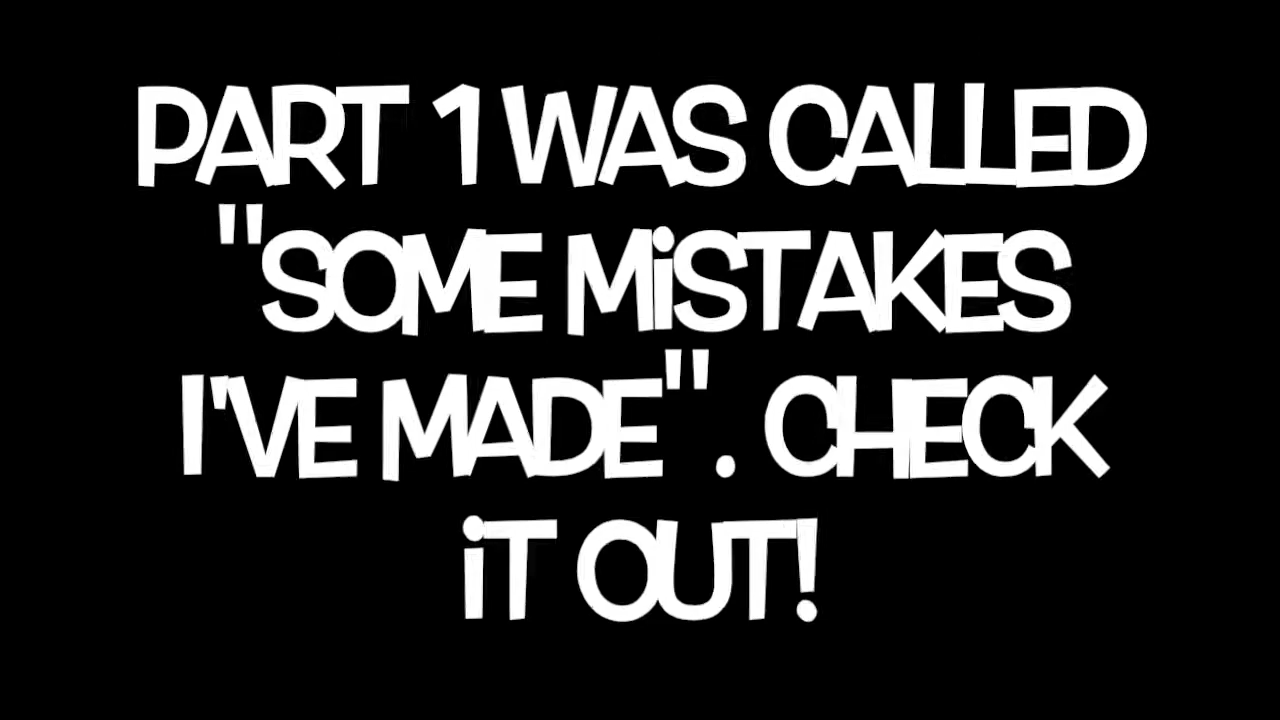 PART 1 WAS CALLED
"SOME MiSTAKES
I'VE MADE". CHECK
iT OUT!